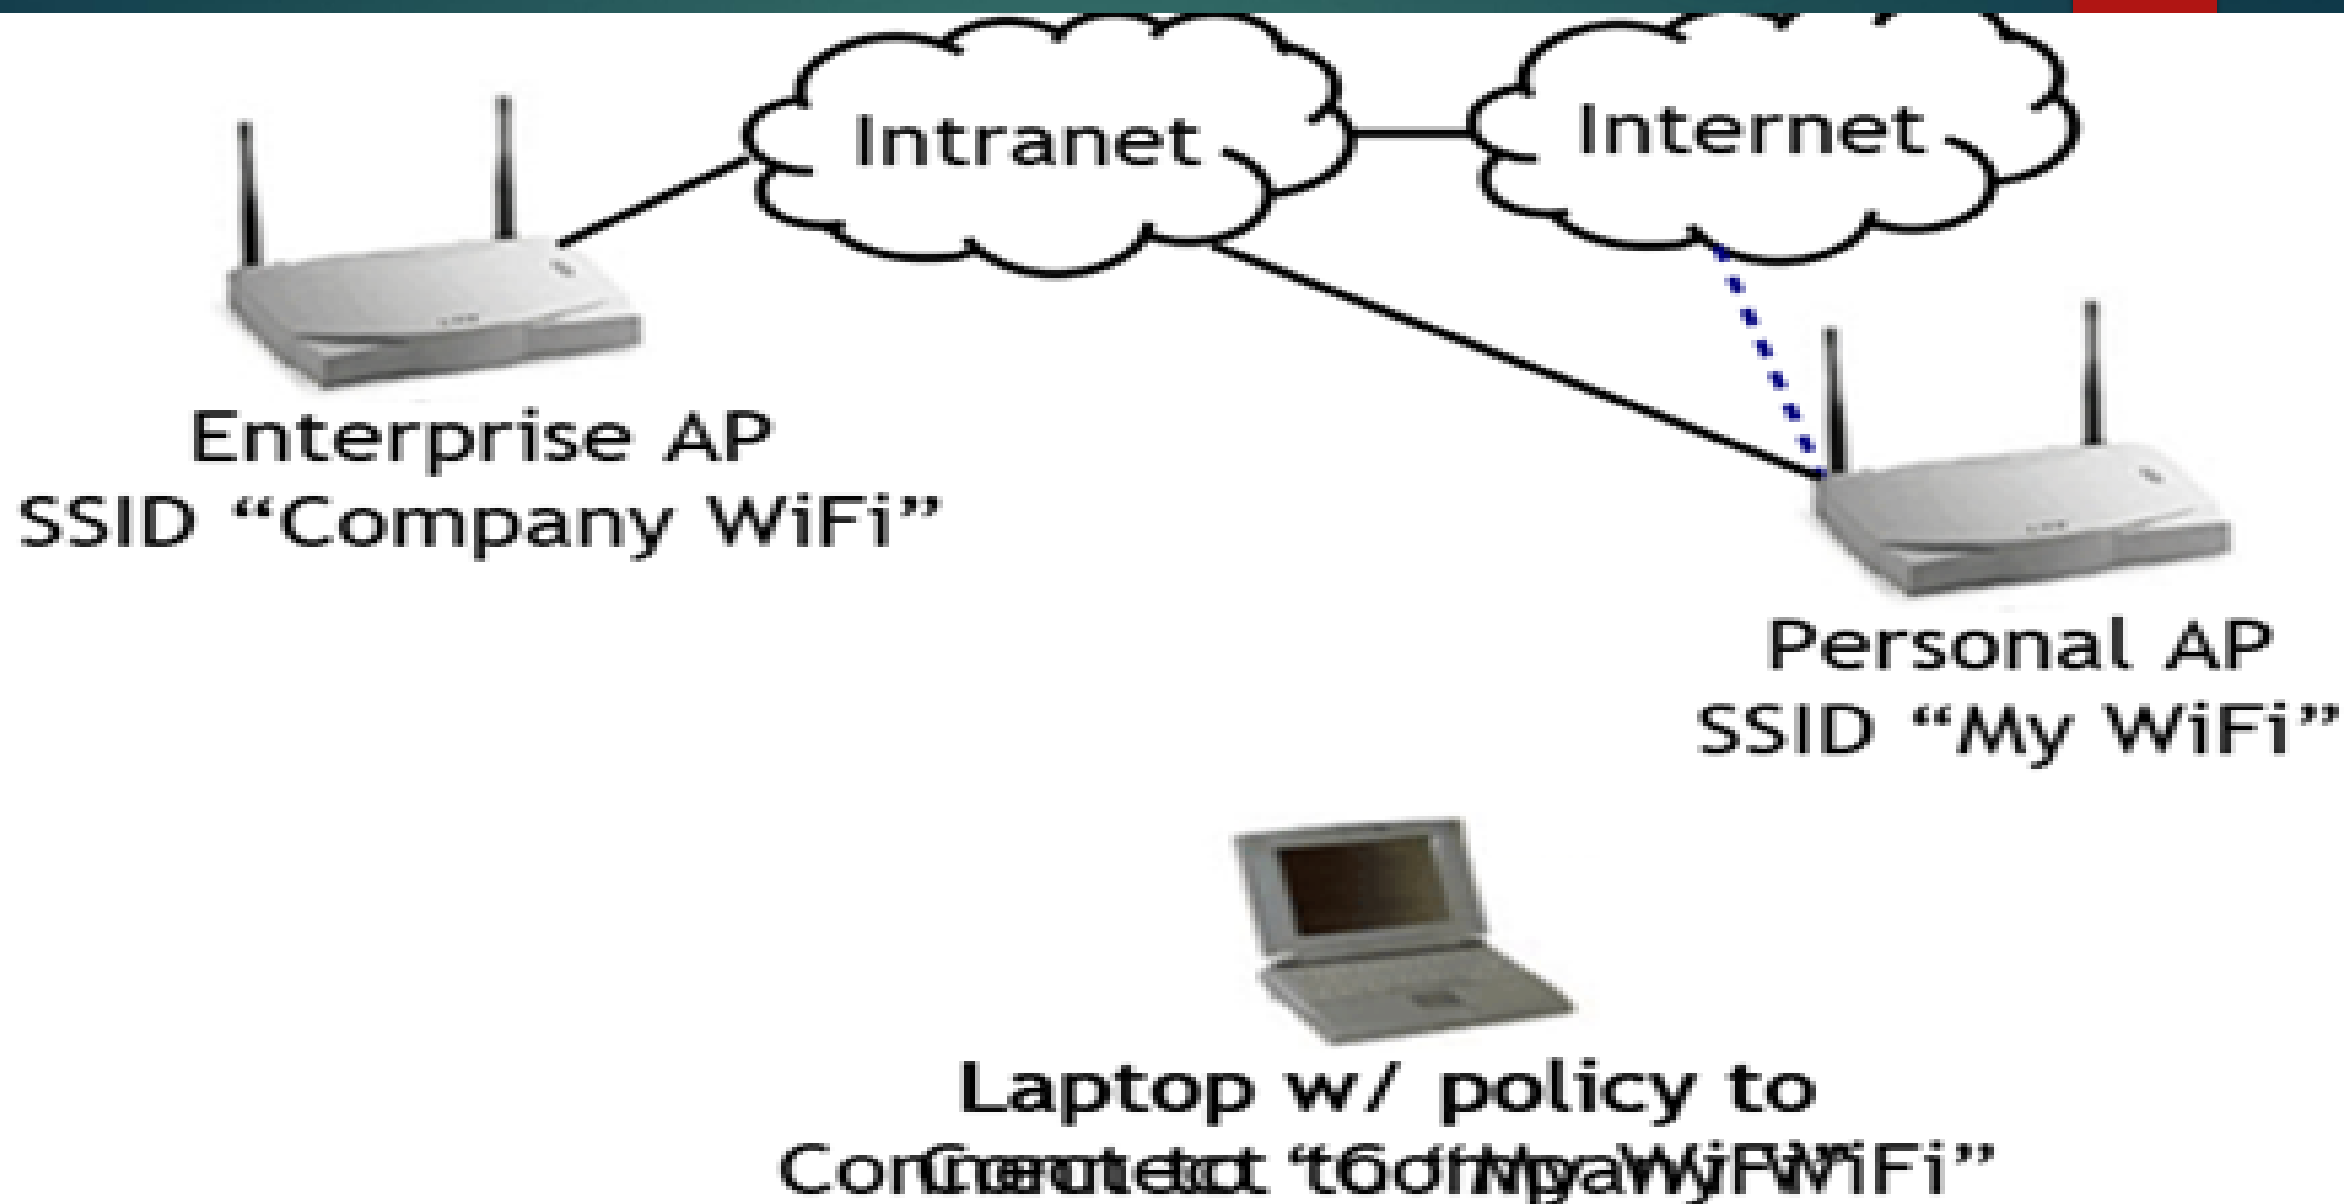 Intranet
Internet
Enterprise AP
SSID “Company WiFi”
Personal AP
SSID “My WiFi”
Laptop w/ policy to